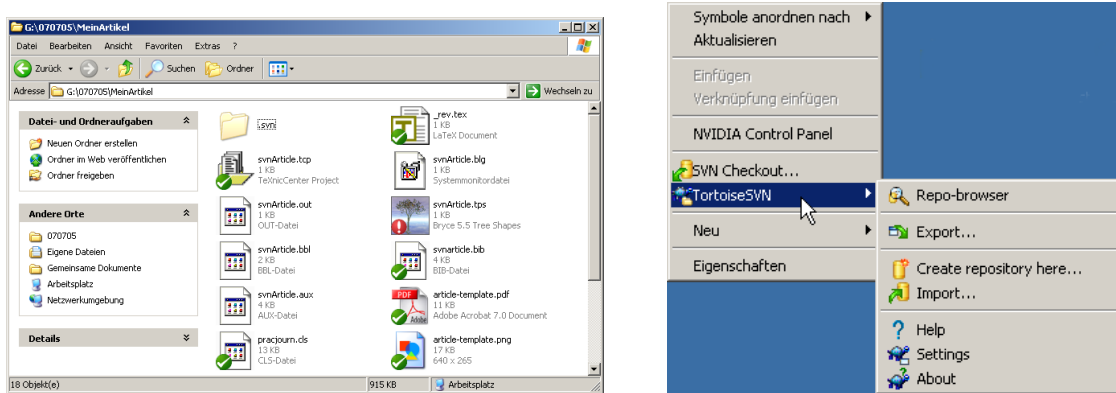 G:\070705\MeinArtikel
Datei Bearbeiten Ansicht Favoriten Extras ?
Zurück Suchen Ordner
Adresse G:\070705\MeinArtikel Wechseln zu
Datei- und Ordneraufgaben
Neuen Ordner erstellen
Ordner im Web veröffentlichen
Ordner freigeben
Andere Orte
070705
Eigene Dateien
Gemeinsame Dokumente
Arbeitsplatz
Netzwerkumgebung
Details
.svn
_rev.tex
1 KB
LaTeX Document
svnArticle.tcp
1 KB
TeXnicCenter Project
svnArticle.blg
1 KB
Systemmonitordatei
svnArticle.out
1 KB
OUT-Datei
svnArticle.tps
1 KB
Bryce 5.5 Tree Shapes
svnArticle.bbl
2 KB
BBL-Datei
svnarticle.bib
4 KB
BIB-Datei
svnArticle.aux
4 KB
AUX-Datei
PDF
Adobe
article-template.pdf
11 KB
Adobe Acrobat 7.0 Document
pracjourn.cls
13 KB
CLS-Datei
article-template.png
17 KB
640 x 265
18 Objekt(e) 915 KB Arbeitsplatz
Symbole anordnen nach
Aktualisieren
Einfügen
Verknüpfung einfügen
NVIDIA Control Panel
SVN Checkout...
TortoiseSVN
Neu
Eigenschaften
Repo-browser
Export...
Create repository here...
Import...
Help
Settings
About